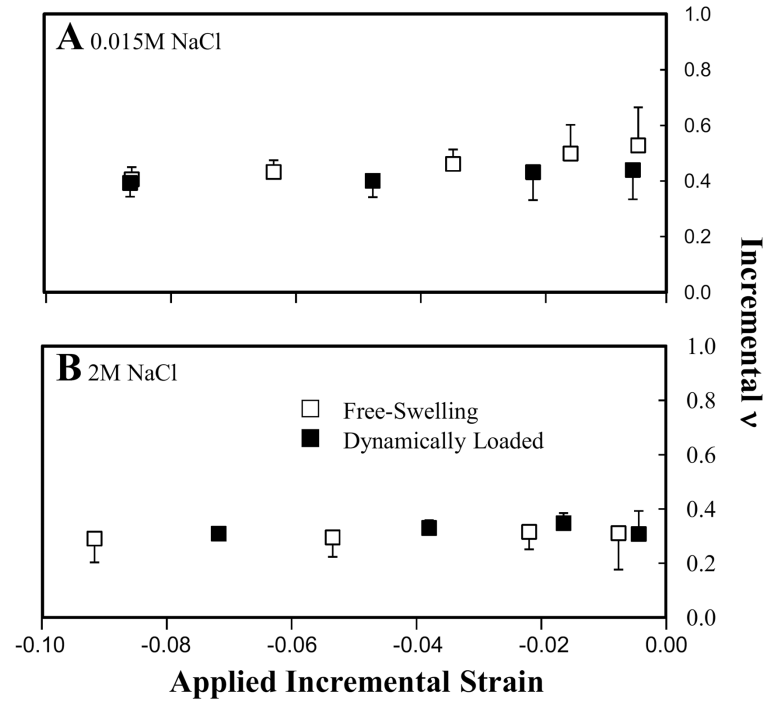 A 0.015M NaCl
1.0
0.8
0.6
0.4
0.2
0.0
B 2M NaCl
Free-Swelling
Dynamically Loaded
1.0
0.8
0.6
0.4
0.2
0.0
Incremental ν
-0.10 -0.08 -0.06 -0.04 -0.02 0.00
Applied Incremental Strain